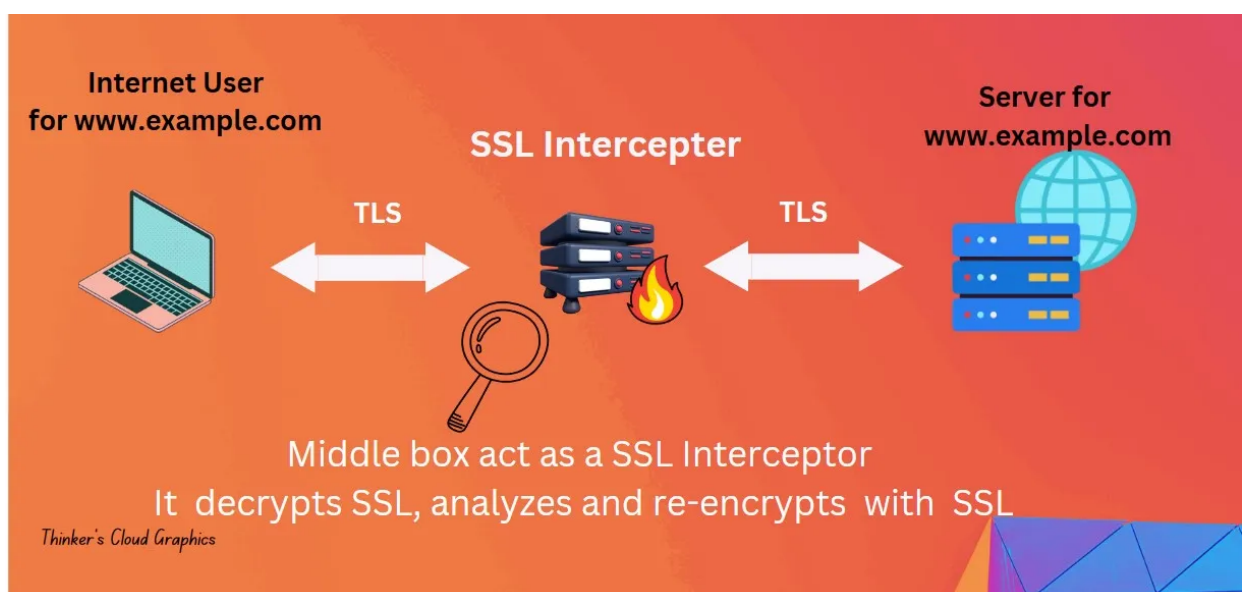 Internet User
for www.example.com
SSL Intercepter
Server for
www.example.com
TLS
TLS
Middle box act as a SSL Interceptor
It decrypts SSL, analyzes and re-encrypts with SSL
Thinker's Cloud Graphics